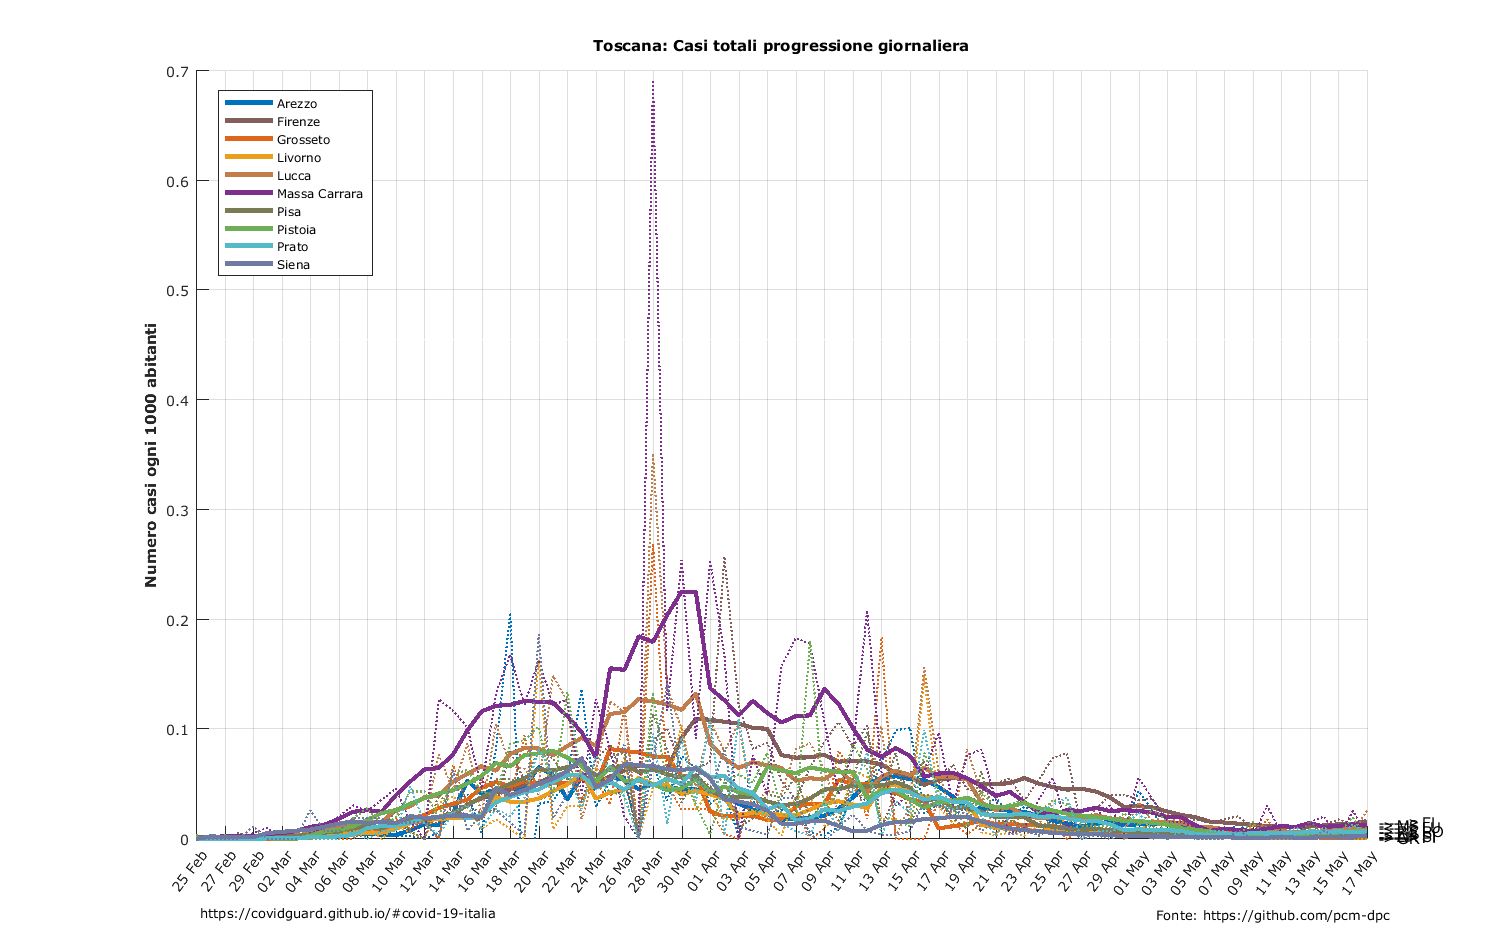 Toscana: Casi totali progressione giornaliera
Numero casi ogni 1000 abitanti
0.7
0.6
0.5
0.4
0.3
0.2
0.1
0
Arezzo
Firenze
Grosseto
Livorno
Lucca
Massa Carrara
Pisa
Pistoia
Prato
Siena
25 Feb
27 Feb
29 Feb
02 Mar
04 Mar
06 Mar
08 Mar
10 Mar
12 Mar
14 Mar
16 Mar
18 Mar
20 Mar
22 Mar
24 Mar
26 Mar
28 Mar
30 Mar
01 Apr
03 Apr
05 Apr
07 Apr
09 Apr
11 Apr
13 Apr
15 Apr
17 Apr
19 Apr
21 Apr
23 Apr
25 Apr
27 Apr
29 Apr
01 May
03 May
05 May
07 May
09 May
11 May
13 May
15 May
17 May
https://covidguard.github.io/#covid-19-italia
Fonte: https://github.com/pcm-dpc